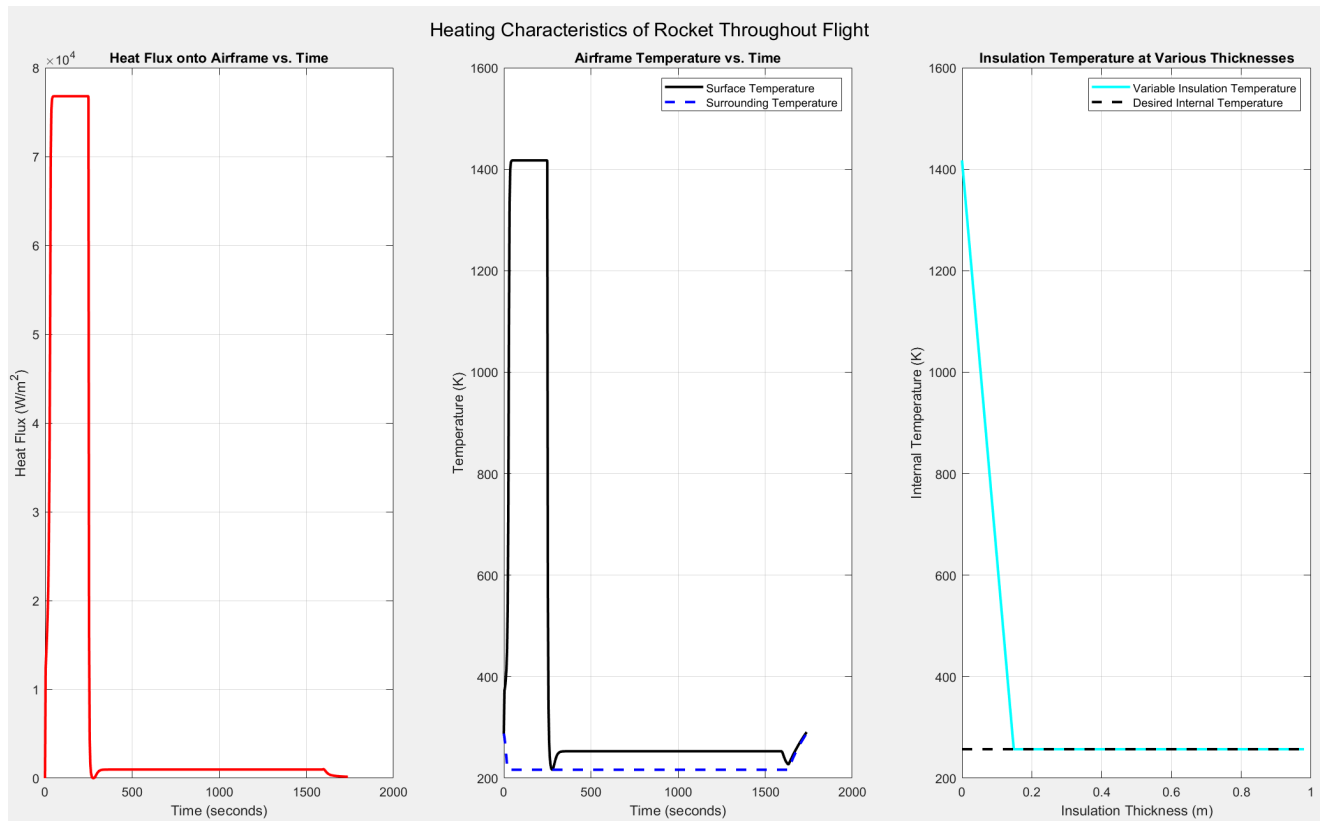 Heating Characteristics of Rocket Throughout Flight
Heat Flux onto Airframe vs. Time
×10^4
8
7
6
5
4
3
2
1
0
0 500 1000 1500 2000
Heat Flux (W/m^2)
Time (seconds)
Airframe Temperature vs. Time
Surface Temperature
Surrounding Temperature
1600
1400
1200
1000
800
600
400
200
0 500 1000 1500 2000
Temperature (K)
Time (seconds)
Insulation Temperature at Various Thicknesses
Variable Insulation Temperature
Desired Internal Temperature
1600
1400
1200
1000
800
600
400
200
0 0.2 0.4 0.6 0.8 1
Internal Temperature (K)
Insulation Thickness (m)